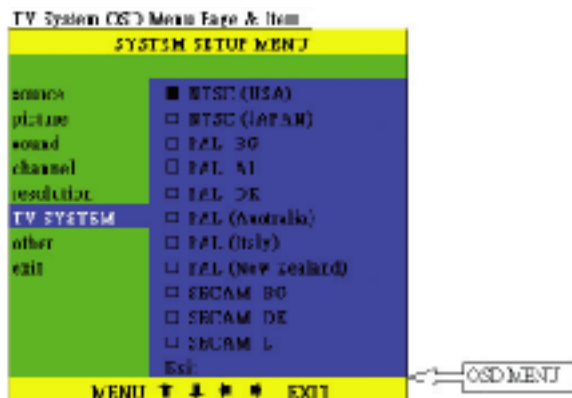 TV System OSD Menu Page & Item
SYSTEM SETUP MENU
source
picture
sound
channel
resolution
TV SYSTEM
other
exit
NTSC (USA)
NTSC (JAPAN)
PAL BG
PAL
PAL DK
PAL (Australia)
PAL (Italy)
PAL (New Zealand)
SECAM BG
SECAM DK
SECAM L
Exit
MENU EXIT
OSD MENU